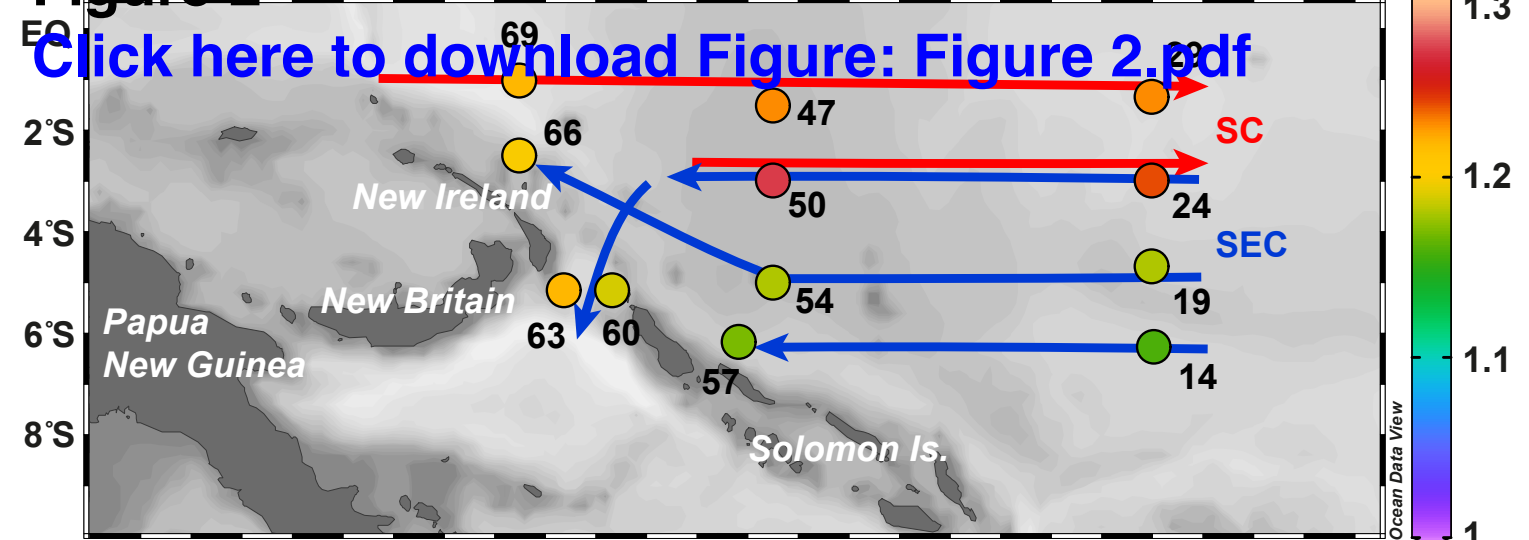 Figure 2
EQ
69
1.3
Click here to download Figure: Figure 2.pdf
47
SC
2°S
66
New Ireland
50
24
1.2
4°S
SEC
New Britain
54
19
Papua
New Guinea
6°S
63
60
57
14
1.1
8°S
Solomon Is.
Ocean Data View
1